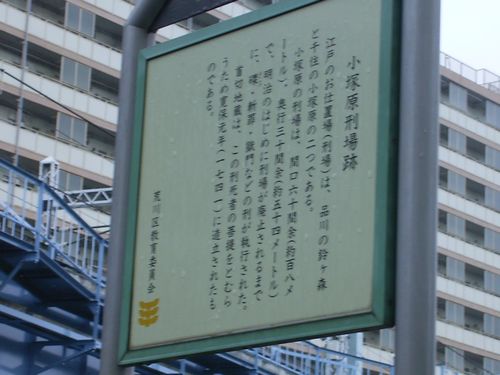 小塚原刑場跡
江戸のお仕置場(刑場)は、品川の鈴ヶ森
と千住の小塚原の二つである。
小塚原の刑場は、間口六十間余(約百八メ
ートル)、奥行三十間余(約五十四メートル)
で、明治のはじめに刑場が廃止されるまで
に、磔・斬罪・獄門などの刑が執行された。
首切地蔵は、この刑死者の菩提をとむら
うため寛保元年(一七四一)に造立されたも
のである。
荒川区教育委員会